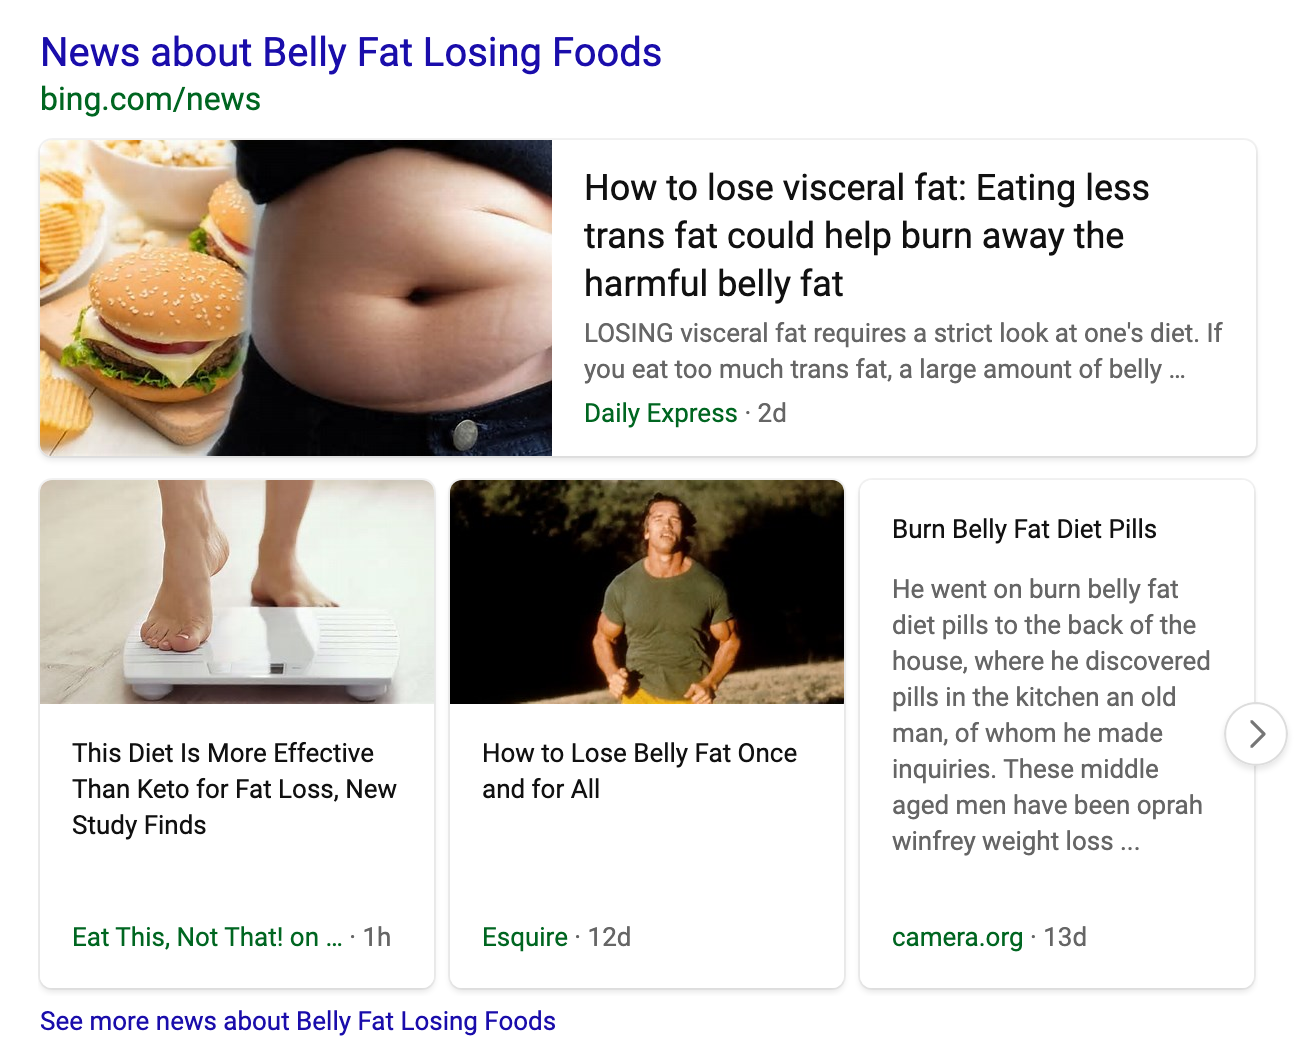 News about Belly Fat Losing Foods
bing.com/news
How to lose visceral fat: Eating less
trans fat could help burn away the
harmful belly fat
LOSING visceral fat requires a strict look at one's diet. If
you eat too much trans fat, a large amount of belly ...
Daily Express · 2d
This Diet Is More Effective
Than Keto for Fat Loss, New
Study Finds
Eat This, Not That! on ... · 1h
How to Lose Belly Fat Once
and for All
Esquire · 12d
Burn Belly Fat Diet Pills
He went on burn belly fat
diet pills to the back of the
house, where he discovered
pills in the kitchen an old
man, of whom he made
inquiries. These middle
aged men have been oprah
winfrey weight loss ...
camera.org · 13d
See more news about Belly Fat Losing Foods